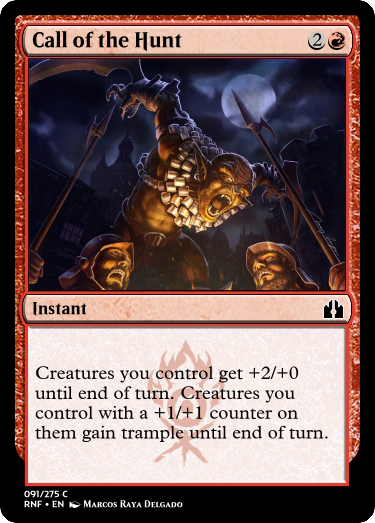 Call of the Hunt 2
Instant
Creatures you control get +2/+0
until end of turn. Creatures you
control with a +1/+1 counter on
them gain trample until end of turn.
091/275 C
RNF • EN Marcos Raya Delgado